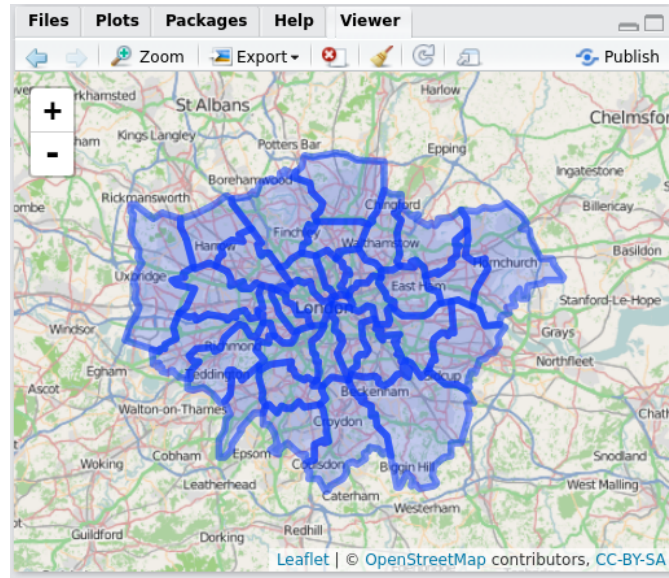 Files Plots Packages Help Viewer
Zoom Export Publish
+
-
Harlow
St Albans
Chelmsfor
Kings Langley
Potters Bar
Epping
Ingatestone
Borehamwood
Rickmansworth
Chingford
Billericay
Finchley
Walthamstow
Harrow
Basildon
Hornchurch
Uxbridge
East Ham
Stanford-Le-Hope
London
Windsor
Grays
Richmond
Northfleet
Egham
Teddington
Ascot
Beckenham
Walton-on-Thames
Croydon
Cobham
Epsom
Snodland
Woking
Coulsdon
Biggin Hill
Leatherhead
West Malling
Caterham
Westerham
Redhill
Guildford
Dorking
Leaflet | © OpenStreetMap contributors, CC-BY-SA